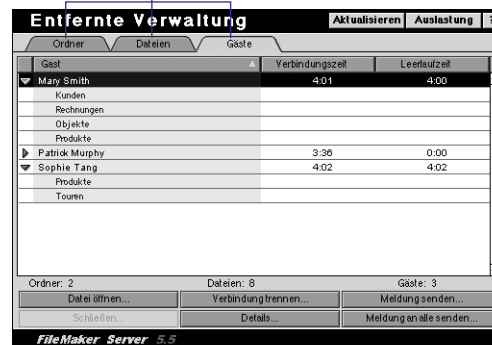 Entfernte Verwaltung Aktualisieren Auslastung
Ordner Dateien Gäste
Gast Verbindungszeit Leerlaufzeit
Mary Smith 4:01 4:00
Kunden
Rechnungen
Objekte
Produkte
Patrick Murphy 3:36 0:00
Sophie Tang 4:02 4:02
Produkte
Touren
Ordner: 2 Dateien: 8 Gäste: 3
Datei öffnen... Verbindung trennen... Meldung senden...
Schließen... Details... Meldung an alle senden...
FileMaker Server 5.5